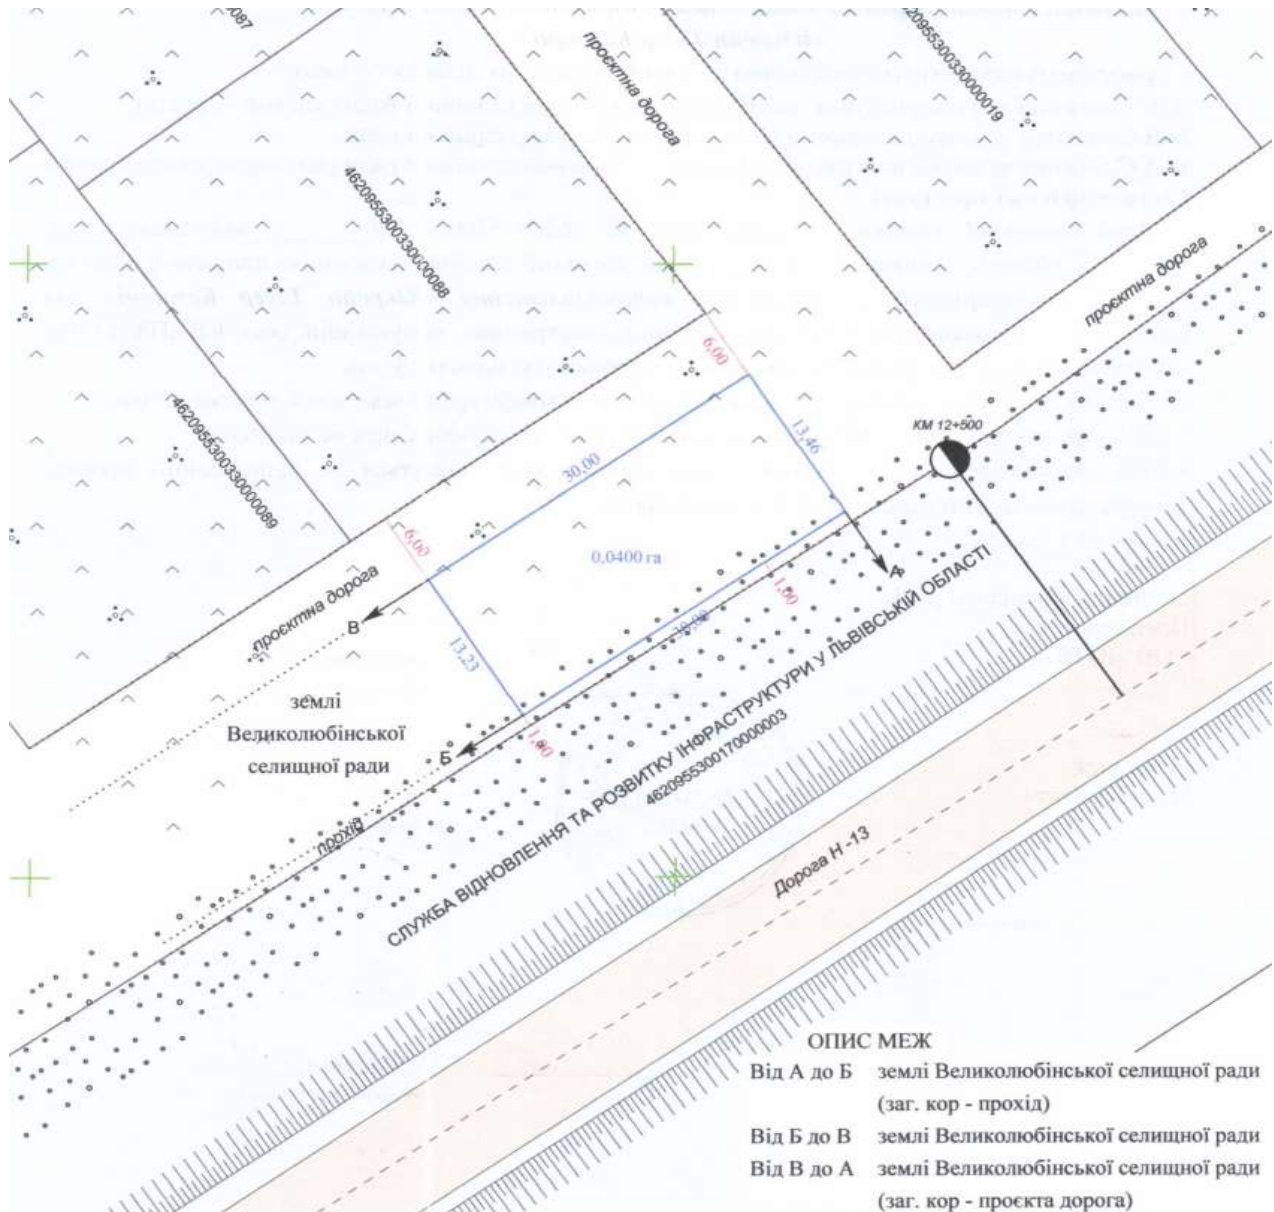 087
4620955300330000019
проєктна дорога
4620955300330000088
проєктна дорога
6,00
КМ 12+500
13,46
4620955300330000089
30,00
6,00
0,0400 га
А
проєктна дорога
1,00
В
13,23
землі
Великолюбінської
селищної ради
Б
1,00
СЛУЖБА ВІДНОВЛЕННЯ ТА РОЗВИТКУ ІНФРАСТРУКТУРИ У ЛЬВІВСЬКІЙ ОБЛАСТІ
4620955300170000003
прохід
Дорога Н -13
ОПИС МЕЖ
Від А до Б землі Великолюбінської селищної ради
(заг. кор - прохід)
Від Б до В землі Великолюбінської селищної ради
Від В до А землі Великолюбінської селищної ради
(заг. кор - проєкта дорога)